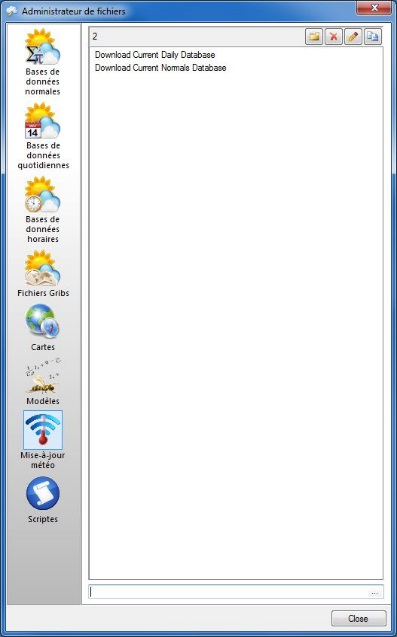 Administrateur de fichiers
Bases de
données
normales
14
Bases de
données
quotidiennes
Bases de
données
horaires
Fichiers Gribs
Cartes
Modèles
Mise-à-jour
météo
Scriptes
2
Download Current Daily Database
Download Current Normals Database
...
Close